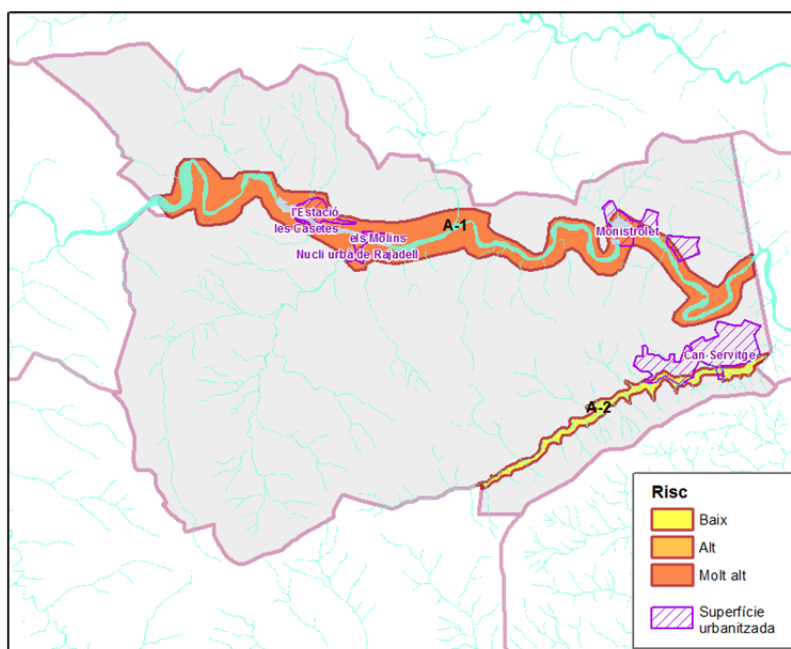 l'Estació
les Casetes
els Molins
A-1
Nucli urbà de Rajadell
Monistrolet
Can Servitge
A-2
Risc
Baix
Alt
Molt alt
Superfície
urbanitzada